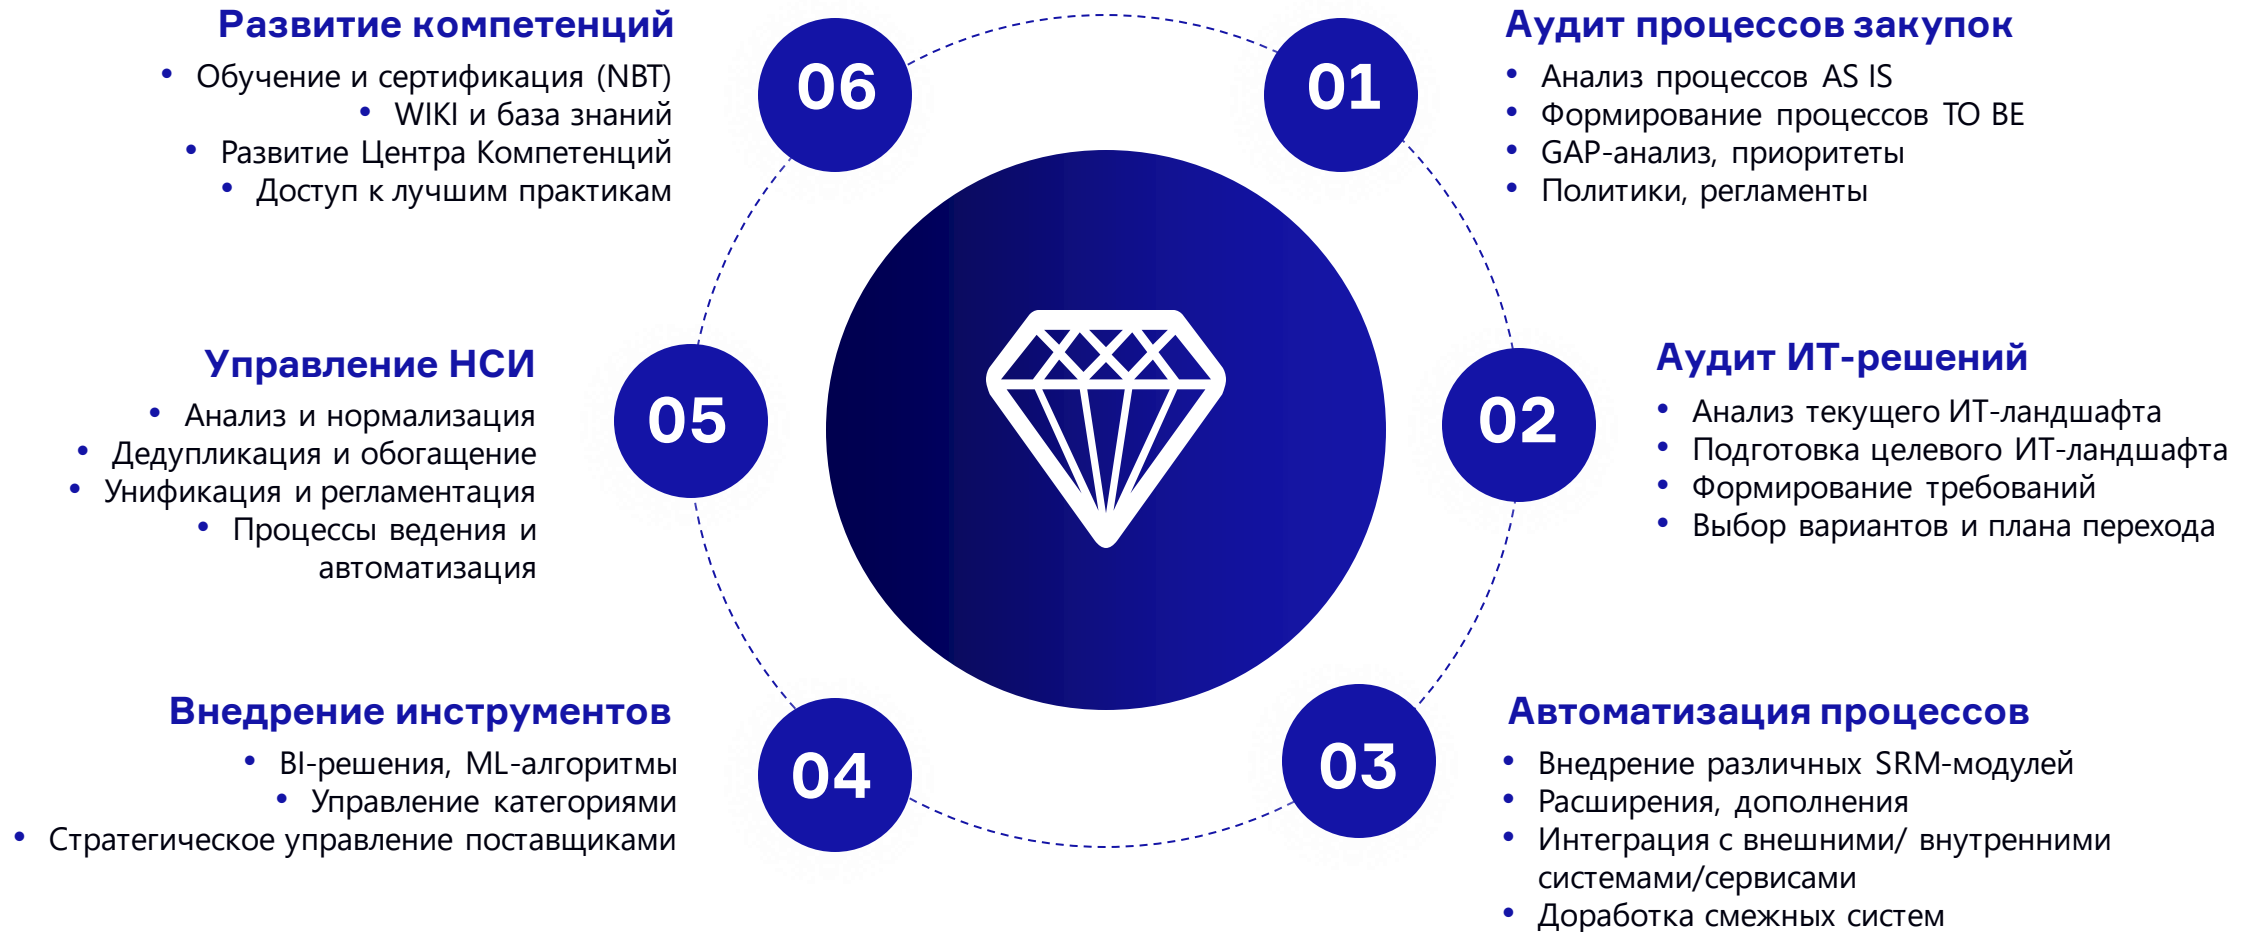 Развитие компетенций
• Обучение и сертификация (NBT)
• WIKI и база знаний
• Развитие Центра Компетенций
• Доступ к лучшим практикам
06
01
Аудит процессов закупок
• Анализ процессов AS IS
• Формирование процессов TO BE
• GAP-анализ, приоритеты
• Политики, регламенты
Управление НСИ
• Анализ и нормализация
• Дедупликация и обогащение
• Унификация и регламентация
• Процессы ведения и
автоматизация
05
02
Аудит ИТ-решений
• Анализ текущего ИТ-ландшафта
• Подготовка целевого ИТ-ландшафта
• Формирование требований
• Выбор вариантов и плана перехода
Внедрение инструментов
• BI-решения, ML-алгоритмы
• Управление категориями
• Стратегическое управление поставщиками
04
03
Автоматизация процессов
• Внедрение различных SRM-модулей
• Расширения, дополнения
• Интеграция с внешними/ внутренними
системами/сервисами
• Доработка смежных систем